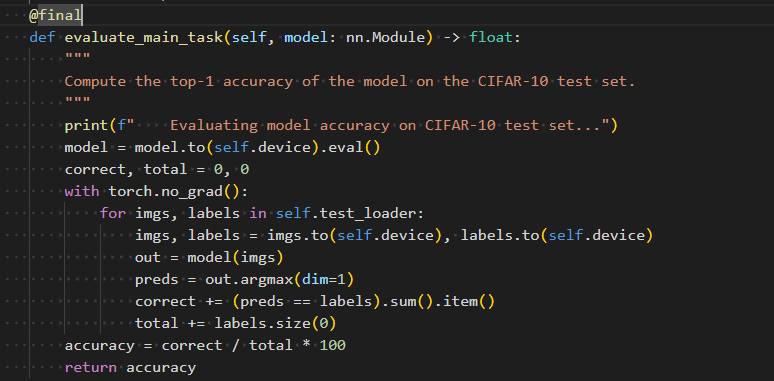 @final
def evaluate_main_task(self, model: nn.Module) -> float:
    """
    Compute the top-1 accuracy of the model on the CIFAR-10 test set.
    """
    print(f"    Evaluating model accuracy on CIFAR-10 test set...")
    model = model.to(self.device).eval()
    correct, total = 0, 0
    with torch.no_grad():
        for imgs, labels in self.test_loader:
            imgs, labels = imgs.to(self.device), labels.to(self.device)
            out = model(imgs)
            preds = out.argmax(dim=1)
            correct += (preds == labels).sum().item()
            total += labels.size(0)
    accuracy = correct / total * 100
    return accuracy